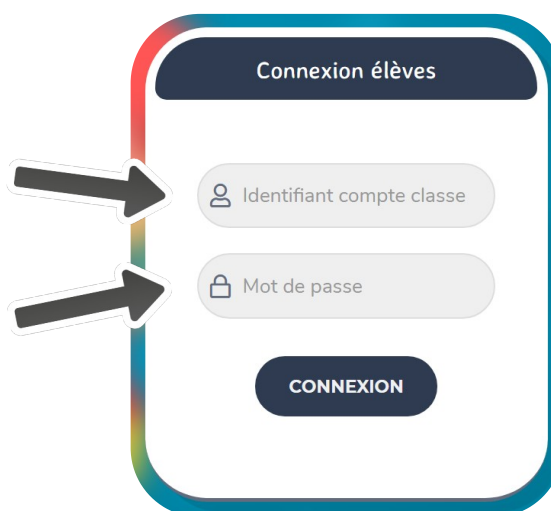 Connexion élèves
Identifiant compte classe
Mot de passe
CONNEXION